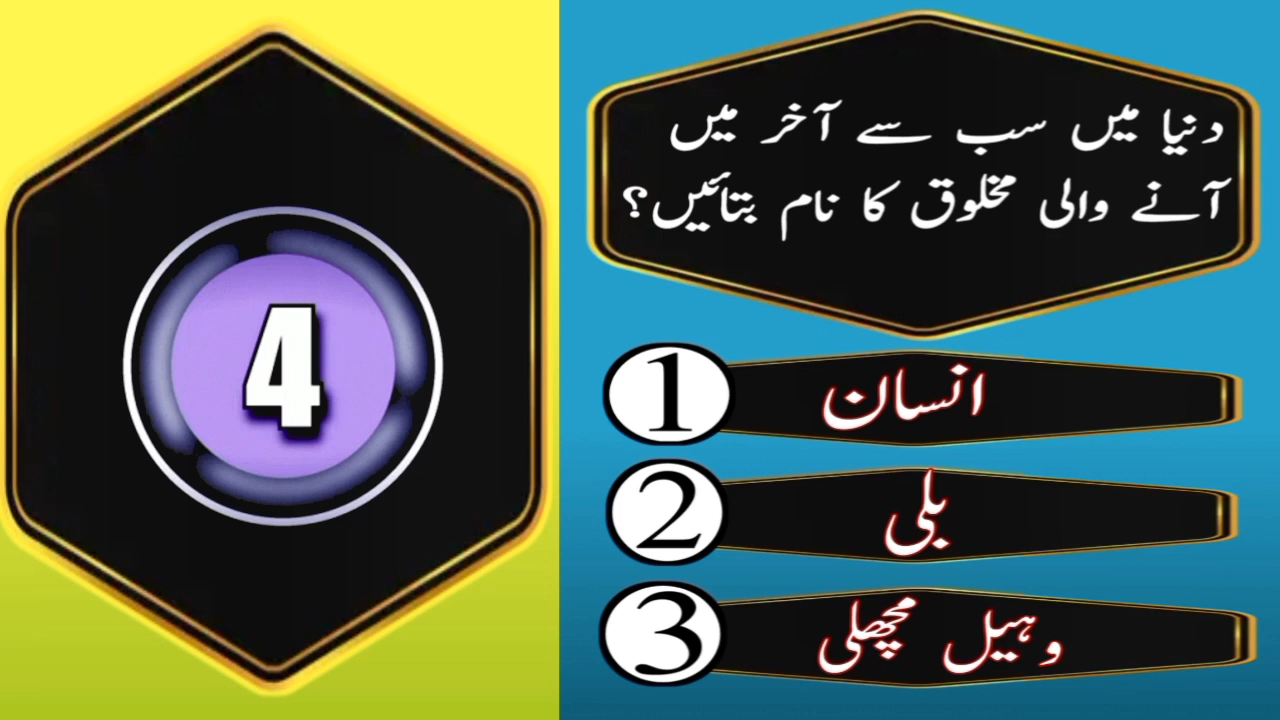 4
دنیا میں سب سے آخر میں
آنے والی مخلوق کا نام بتائیں؟
1 انسان
2 بلی
3 وہیل مچھلی